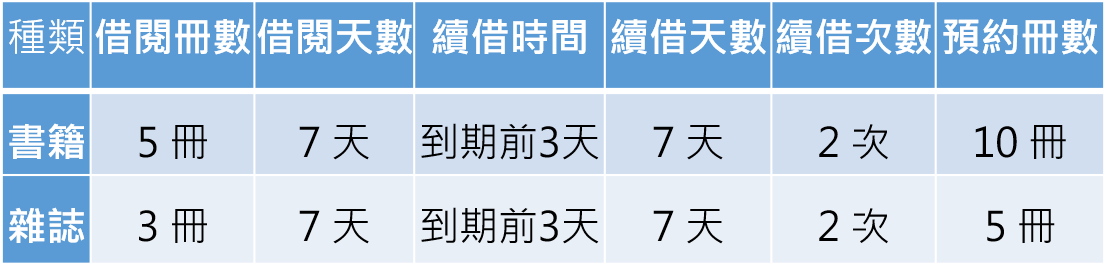 種類 借閱冊數 借閱天數 續借時間 續借天數 續借次數 預約冊數
書籍 5 冊 7 天 到期前3天 7 天 2 次 10 冊
雜誌 3 冊 7 天 到期前3天 7 天 2 次 5 冊